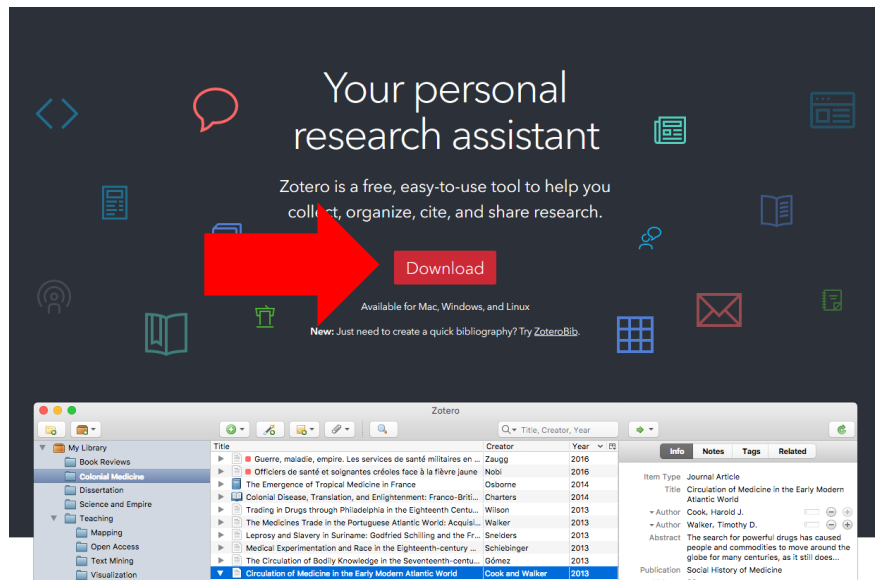 Your personal
research assistant
Zotero is a free, easy-to-use tool to help you
collect, organize, cite, and share research.
Download
Available for Mac, Windows, and Linux
New: Just need to create a quick bibliography? Try ZoteroBib.
Zotero
Title, Creator, Year
My Library
Book Reviews
Colonial Medicine
Dissertation
Science and Empire
Teaching
Mapping
Open Access
Text Mining
Visualization
Title Creator Year
Guerre, maladie, empire. Les services de santé militaires en ... Zaugg 2016
Officiers de santé et soignantes créoles face à la fièvre jaune Nobi 2016
The Emergence of Tropical Medicine in France Osborne 2014
Colonial Disease, Translation, and Enlightenment: Franco-Briti... Charters 2014
Trading in Drugs through Philadelphia in the Eighteenth Centu... Wilson 2013
The Medicines Trade in the Portuguese Atlantic World: Acquisi... Walker 2013
Leprosy and Slavery in Suriname: Godfried Schilling and the Fr... Snelders 2013
Medical Experimentation and Race in the Eighteenth-century ... Schiebinger 2013
The Circulation of Bodily Knowledge in the Seventeenth-centu... Gómez 2013
Circulation of Medicine in the Early Modern Atlantic World Cook and Walker 2013
Info Notes Tags Related
Item Type Journal Article
Title Circulation of Medicine in the Early Modern
Atlantic World
Author Cook, Harold J.
Author Walker, Timothy D.
Abstract The search for powerful drugs has caused
people and commodities to move around the
globe for many centuries, as it still does...
Publication Social History of Medicine